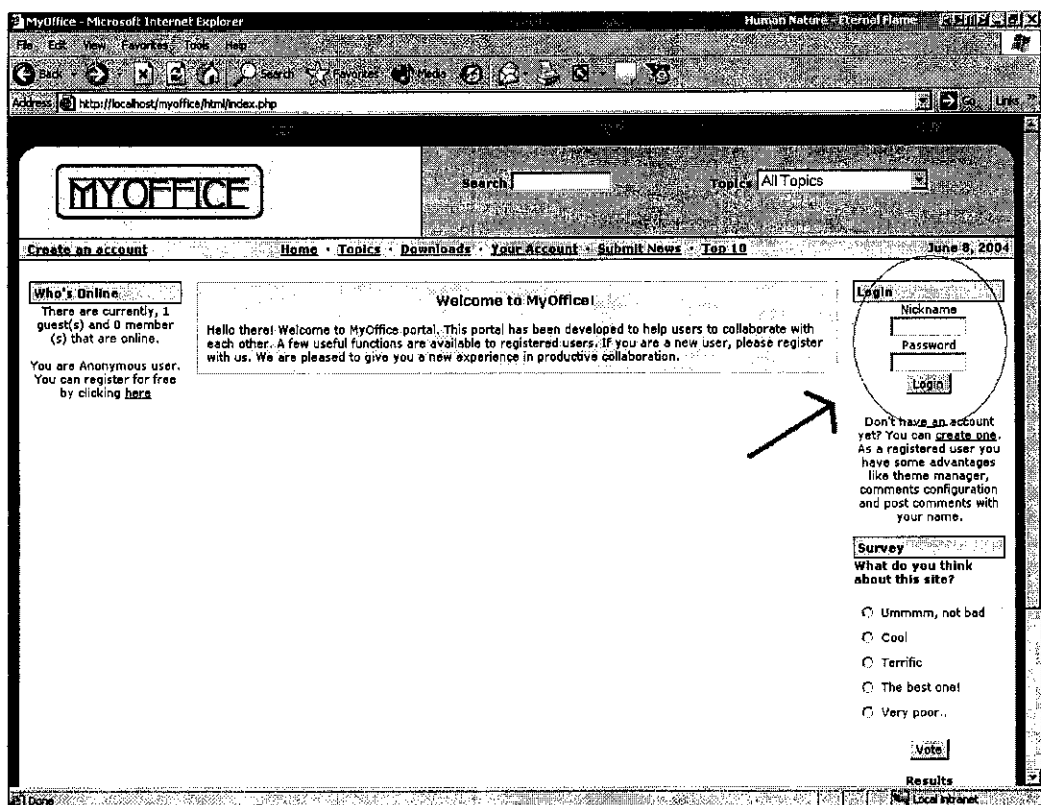 MyOffice - Microsoft Internet Explorer
Human Nature - Eternal Flame
File Edit View Favorites Tools Help
Back Search Favorites Media
Address http://localhost/myoffice/html/index.php Go Links »
MYOFFICE
Search Topics All Topics
Create an account Home · Topics · Downloads · Your Account · Submit News · Top 10 June 8, 2004
Who's Online
There are currently, 1
guest(s) and 0 member
(s) that are online.
You are Anonymous user.
You can register for free
by clicking here
Welcome to MyOffice!
Hello there! Welcome to MyOffice portal. This portal has been developed to help users to collaborate with
each other. A few useful functions are available to registered users. If you are a new user, please register
with us. We are pleased to give you a new experience in productive collaboration.
Login
Nickname
Password
Login
Don't have an account
yet? You can create one.
As a registered user you
have some advantages
like theme manager,
comments configuration
and post comments with
your name.
Survey
What do you think
about this site?
Ummmm, not bad
Cool
Terrific
The best one!
Very poor..
Vote
Results
Done
Local intranet